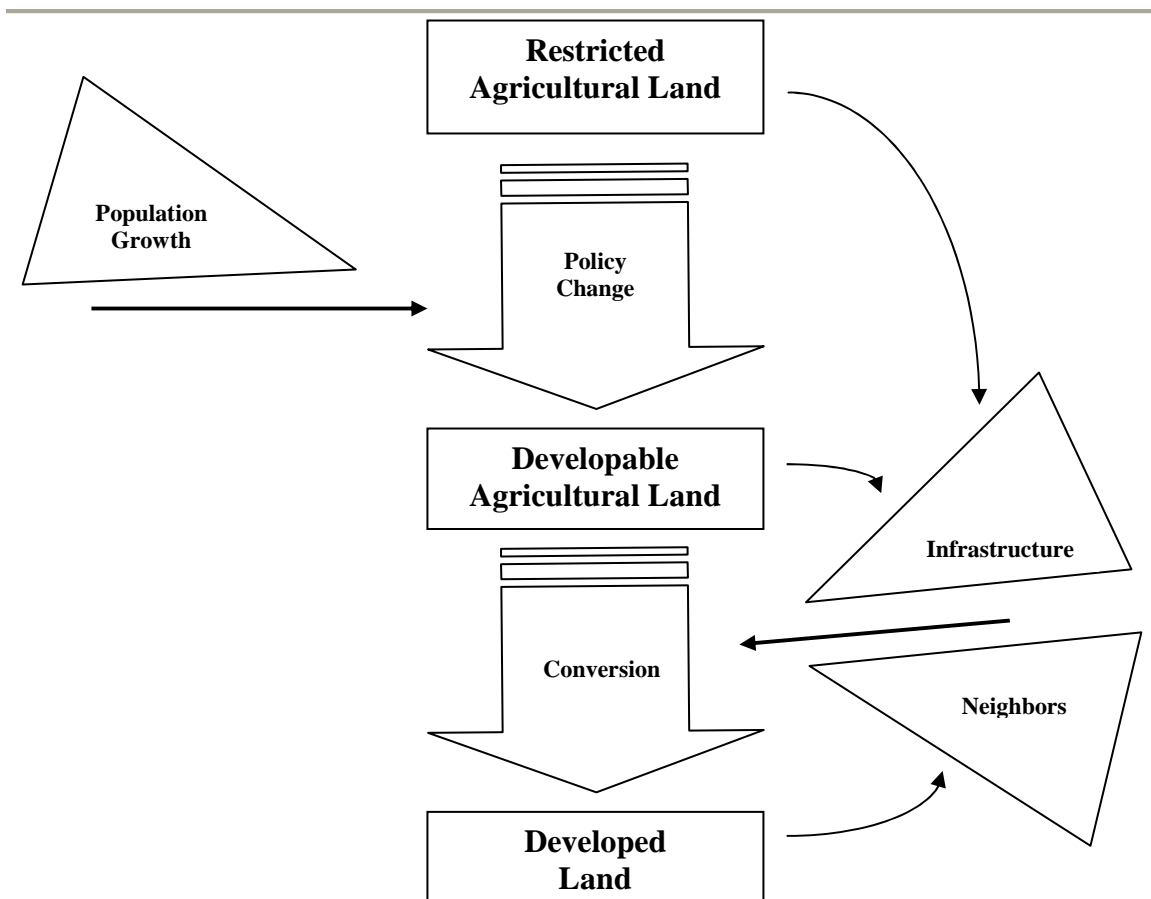 Restricted
Agricultural Land
Population
Growth
Policy
Change
Developable
Agricultural Land
Infrastructure
Conversion
Neighbors
Developed
Land